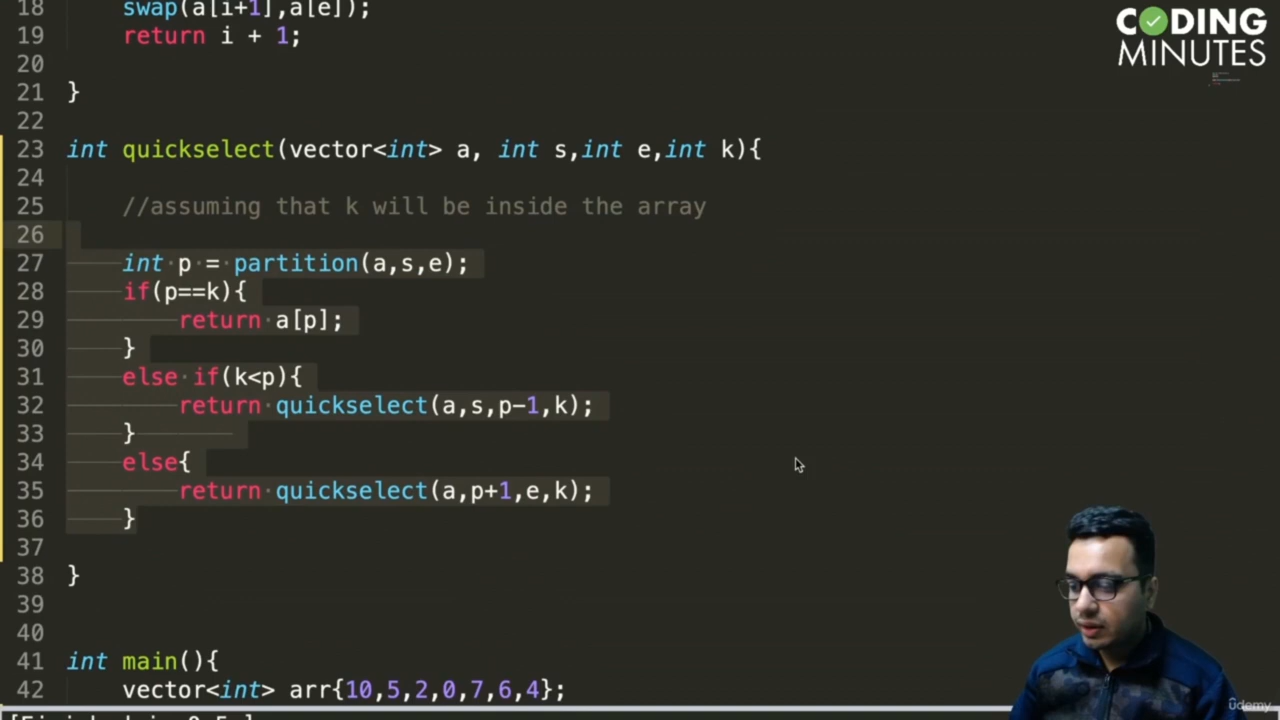 18 swap(a[i+1],a[e]);
19 return i + 1;
20
21 }
22
23 int quickselect(vector<int> a, int s,int e,int k){
24
25 //assuming that k will be inside the array
26
27 int p = partition(a,s,e);
28 if(p==k){
29 return a[p];
30 }
31 else if(k<p){
32 return quickselect(a,s,p-1,k);
33 }
34 else{
35 return quickselect(a,p+1,e,k);
36 }
37
38 }
39
40
41 int main(){
42 vector<int> arr{10,5,2,0,7,6,4};
CODING
MINUTES
ûdemy